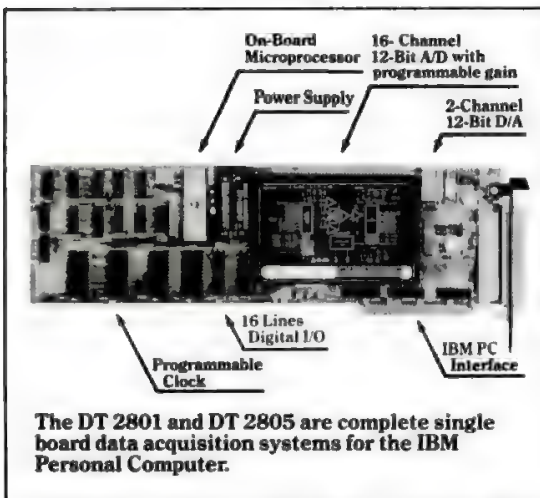 On-Board
Microprocessor
16- Channel
12-Bit A/D with
programmable gain
Power Supply
2-Channel
12-Bit D/A
16 Lines
Digital I/O
Programmable
Clock
IBM PC
Interface
The DT 2801 and DT 2805 are complete single
board data acquisition systems for the IBM
Personal Computer.